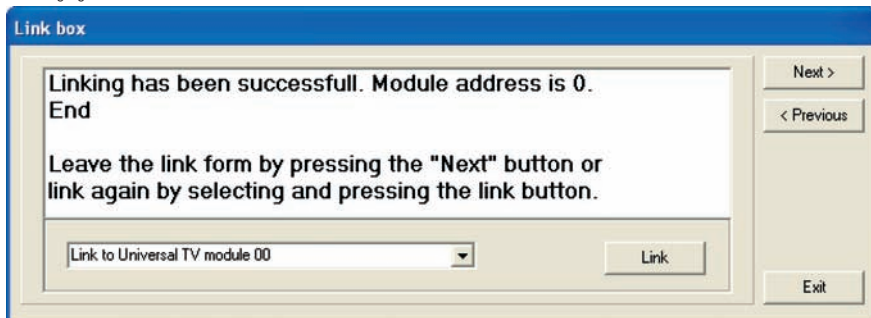 Link box
Linking has been successfull. Module address is 0.
End
Leave the link form by pressing the "Next" button or
link again by selecting and pressing the link button.
Link to Universal TV module 00
Link
Next >
< Previous
Exit